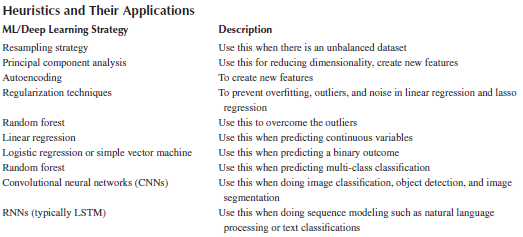 Heuristics and Their Applications
ML/Deep Learning Strategy Description
Resampling strategy Use this when there is an unbalanced dataset
Principal component analysis Use this for reducing dimensionality, create new features
Autoencoding To create new features
Regularization techniques To prevent overfitting, outliers, and noise in linear regression and lasso
regression
Random forest Use this to overcome the outliers
Linear regression Use this when predicting continuous variables
Logistic regression or simple vector machine Use this when predicting a binary outcome
Random forest Use this when predicting multi-class classification
Convolutional neural networks (CNNs) Use this when doing image classification, object detection, and image
segmentation
RNNs (typically LSTM) Use this when doing sequence modeling such as natural language
processing or text classifications